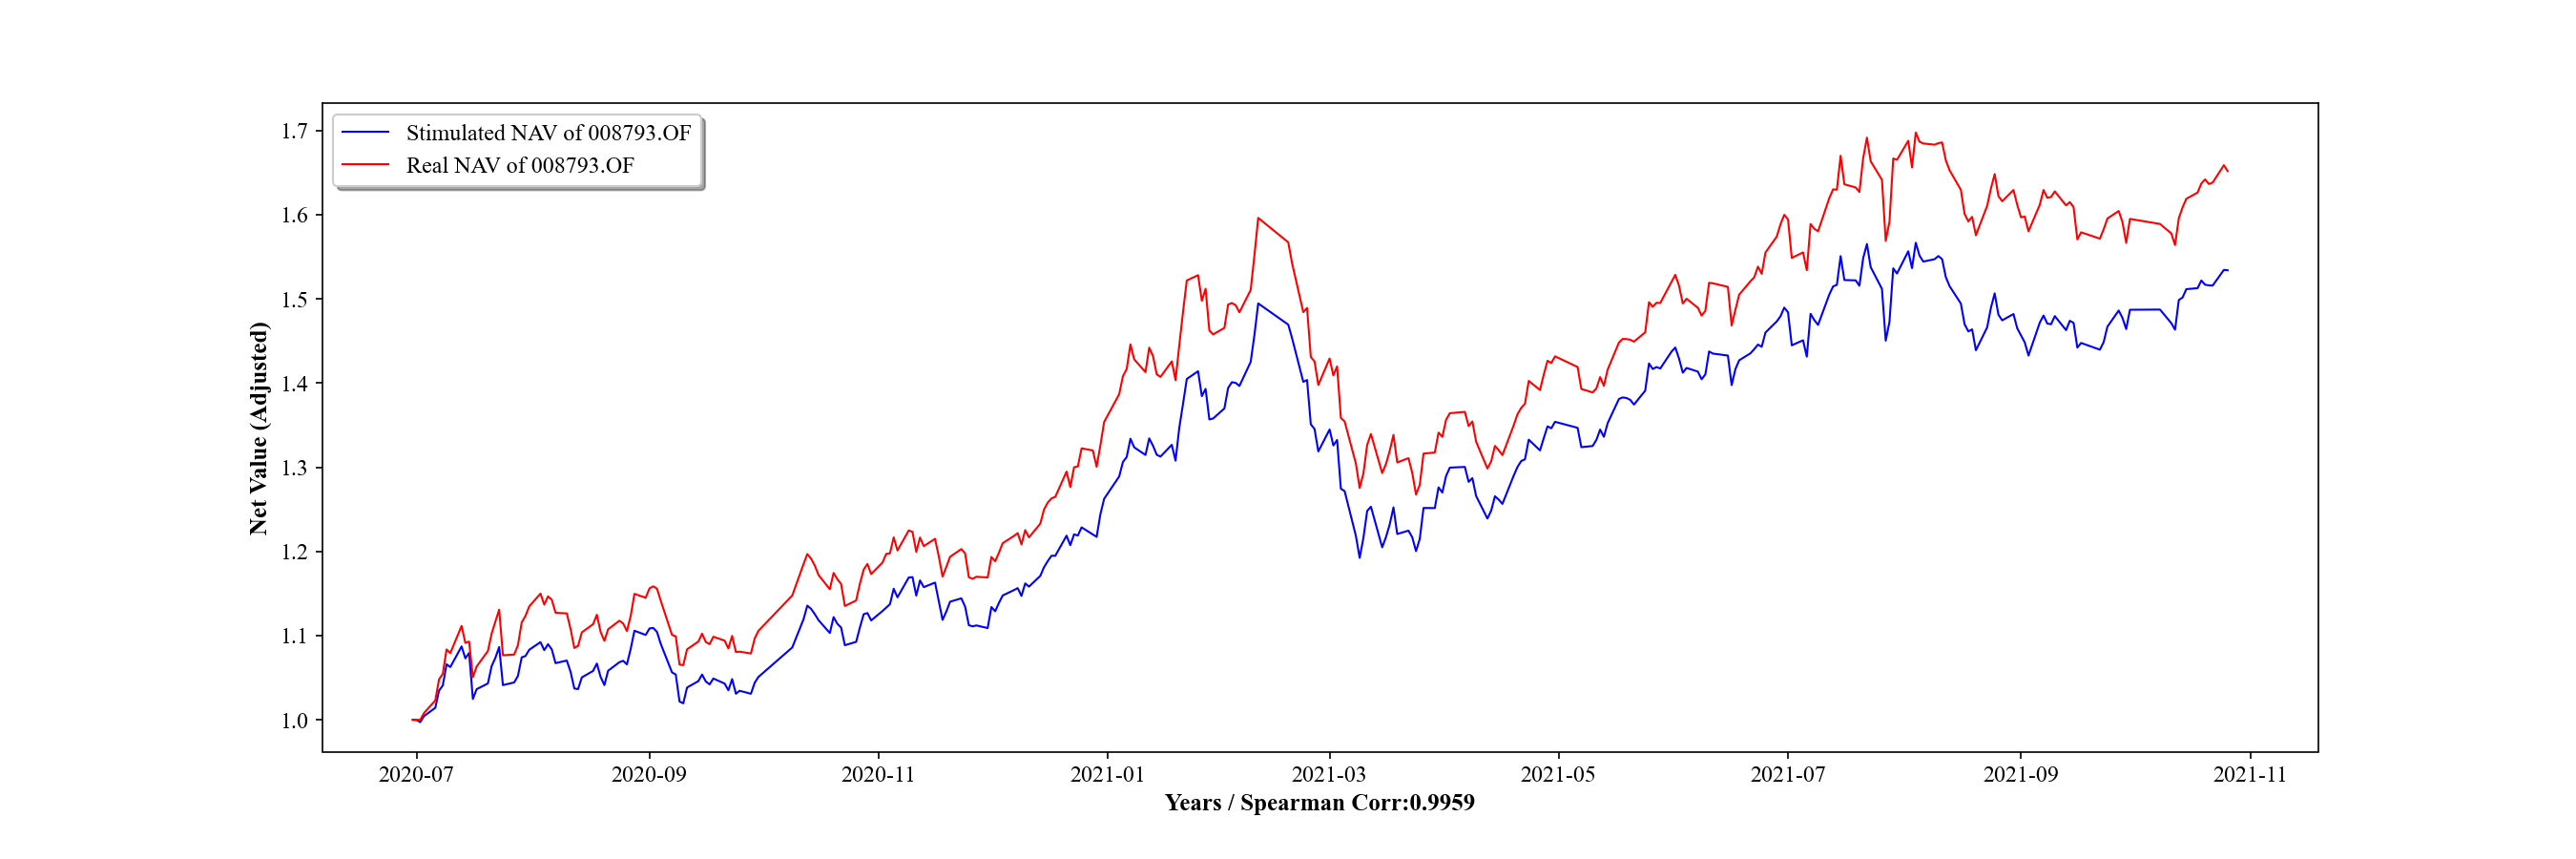 Stimulated NAV of 008793.OF
Real NAV of 008793.OF
1.7
1.6
1.5
1.4
1.3
1.2
1.1
1.0
Net Value (Adjusted)
2020-07 2020-09 2020-11 2021-01 2021-03 2021-05 2021-07 2021-09 2021-11
Years / Spearman Corr:0.9959